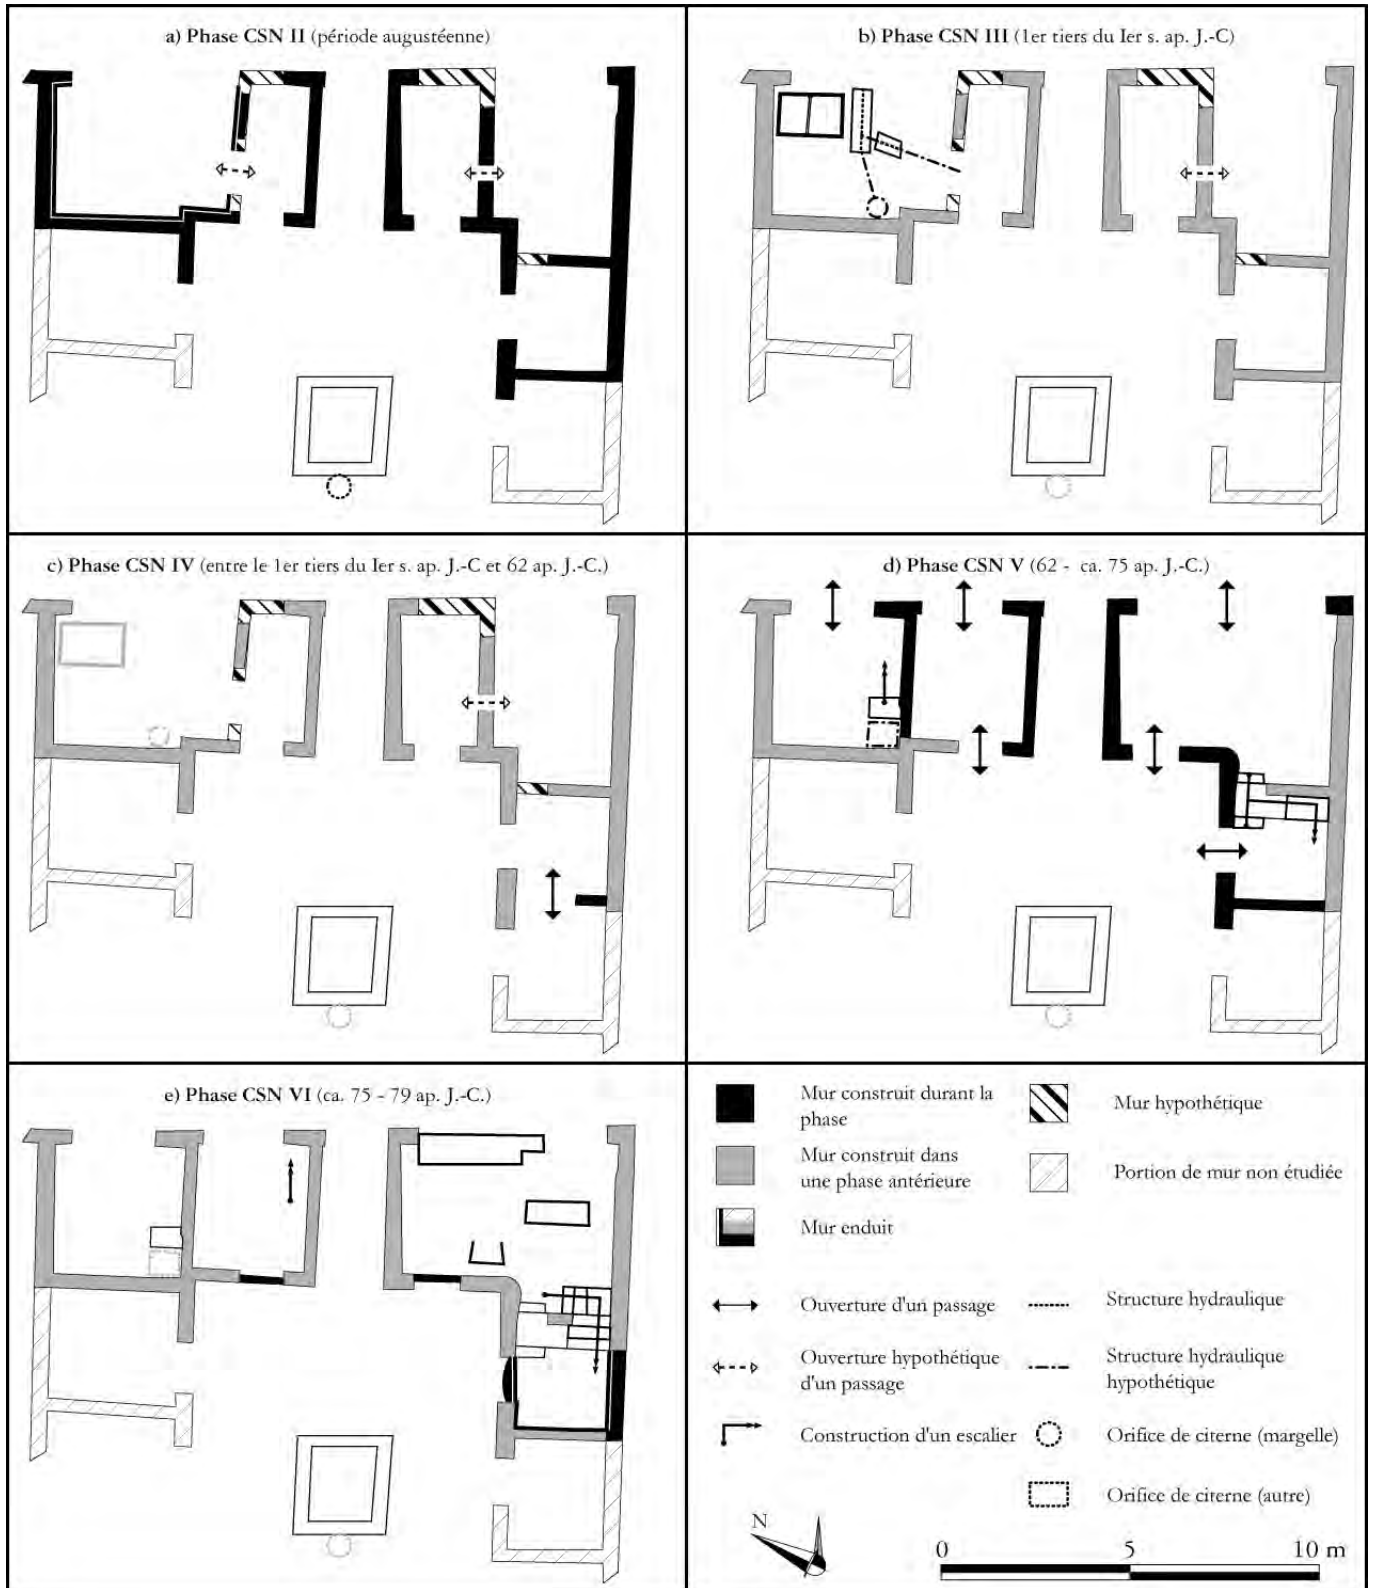 a) Phase CSN II (période augustéenne)
b) Phase CSN III (1er tiers du Ier s. ap. J.-C)
c) Phase CSN IV (entre le 1er tiers du Ier s. ap. J.-C et 62 ap. J.-C.)
d) Phase CSN V (62 - ca. 75 ap. J.-C.)
e) Phase CSN VI (ca. 75 - 79 ap. J.-C.)
Mur construit durant la
phase
Mur construit dans
une phase antérieure
Mur enduit
Ouverture d'un passage
Ouverture hypothétique
d'un passage
Construction d'un escalier
Mur hypothétique
Portion de mur non étudiée
Structure hydraulique
Structure hydraulique
hypothétique
Orifice de citerne (margelle)
Orifice de citerne (autre)
N
0 5 10 m